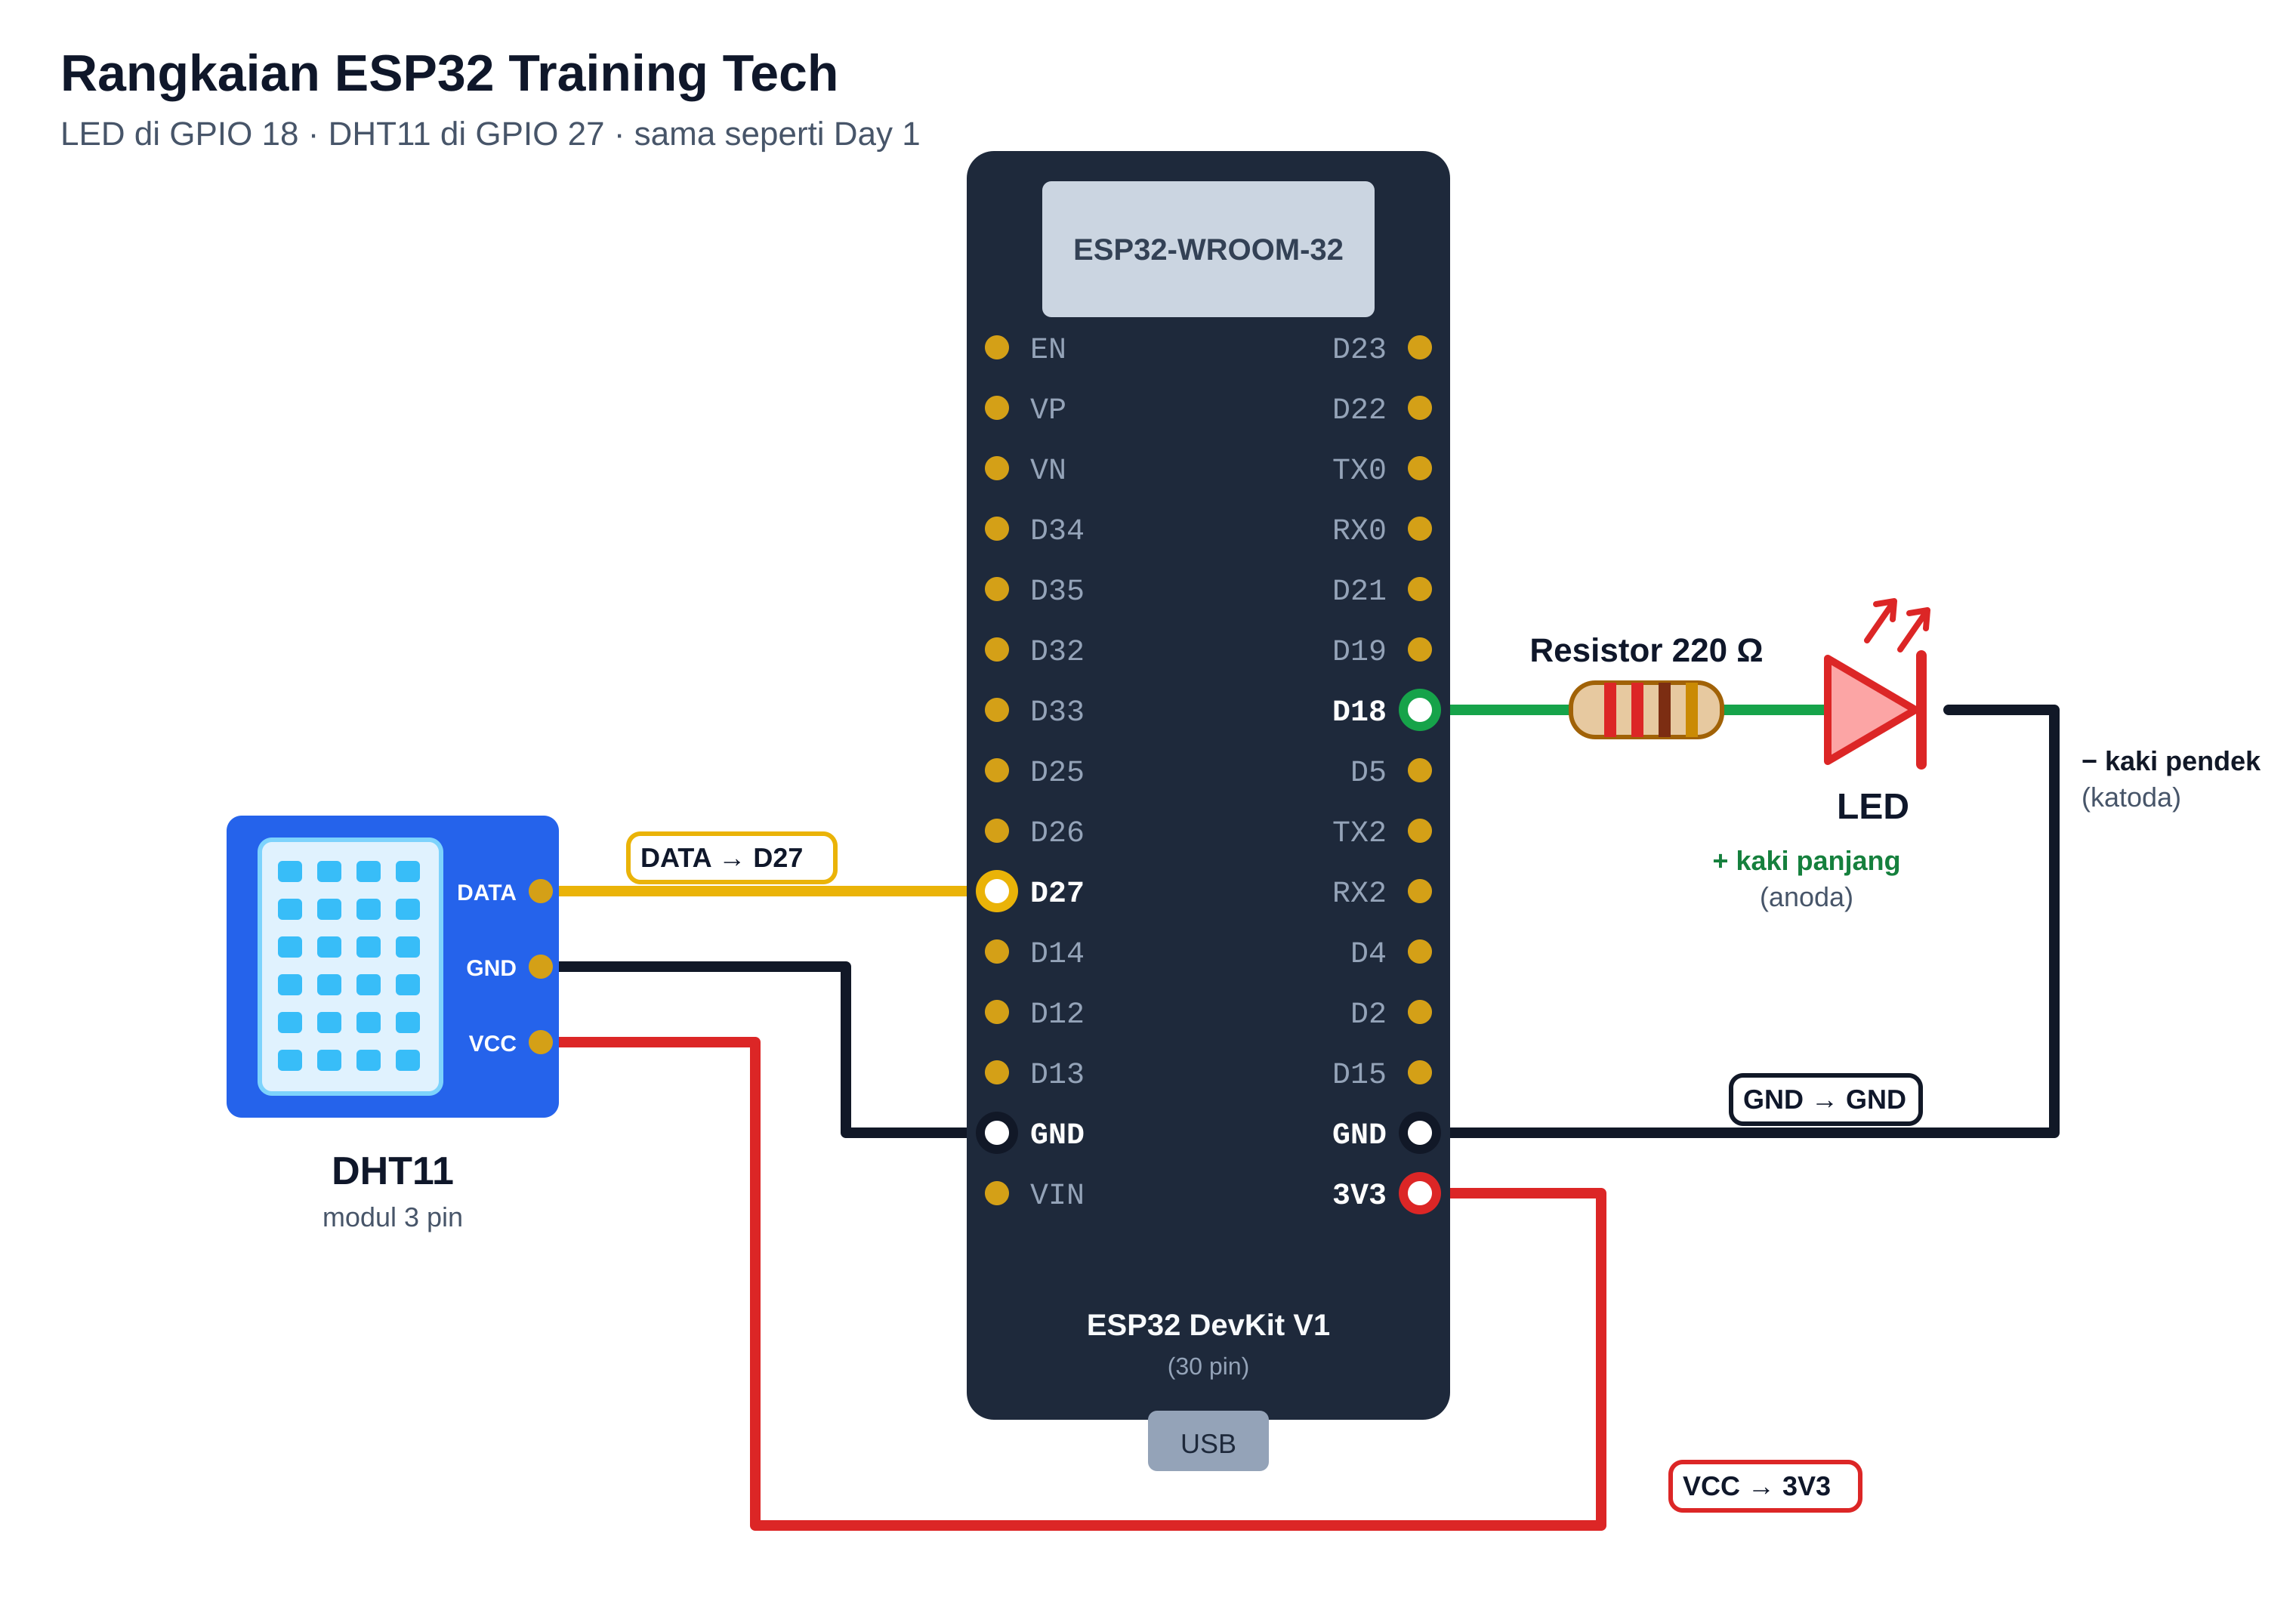 Rangkaian ESP32 Training Tech
LED di GPIO 18 · DHT11 di GPIO 27 · sama seperti Day 1
ESP32-WROOM-32
EN D23
VP D22
VN TX0
D34 RX0
D35 D21
D32 D19
D33 D18
D25 D5
D26 TX2
D27 RX2
D14 D4
D12 D2
D13 D15
GND GND
VIN 3V3
ESP32 DevKit V1
(30 pin)
USB
DATA
GND
VCC
DHT11
modul 3 pin
DATA → D27
Resistor 220 Ω
LED
+ kaki panjang
(anoda)
− kaki pendek
(katoda)
GND → GND
VCC → 3V3